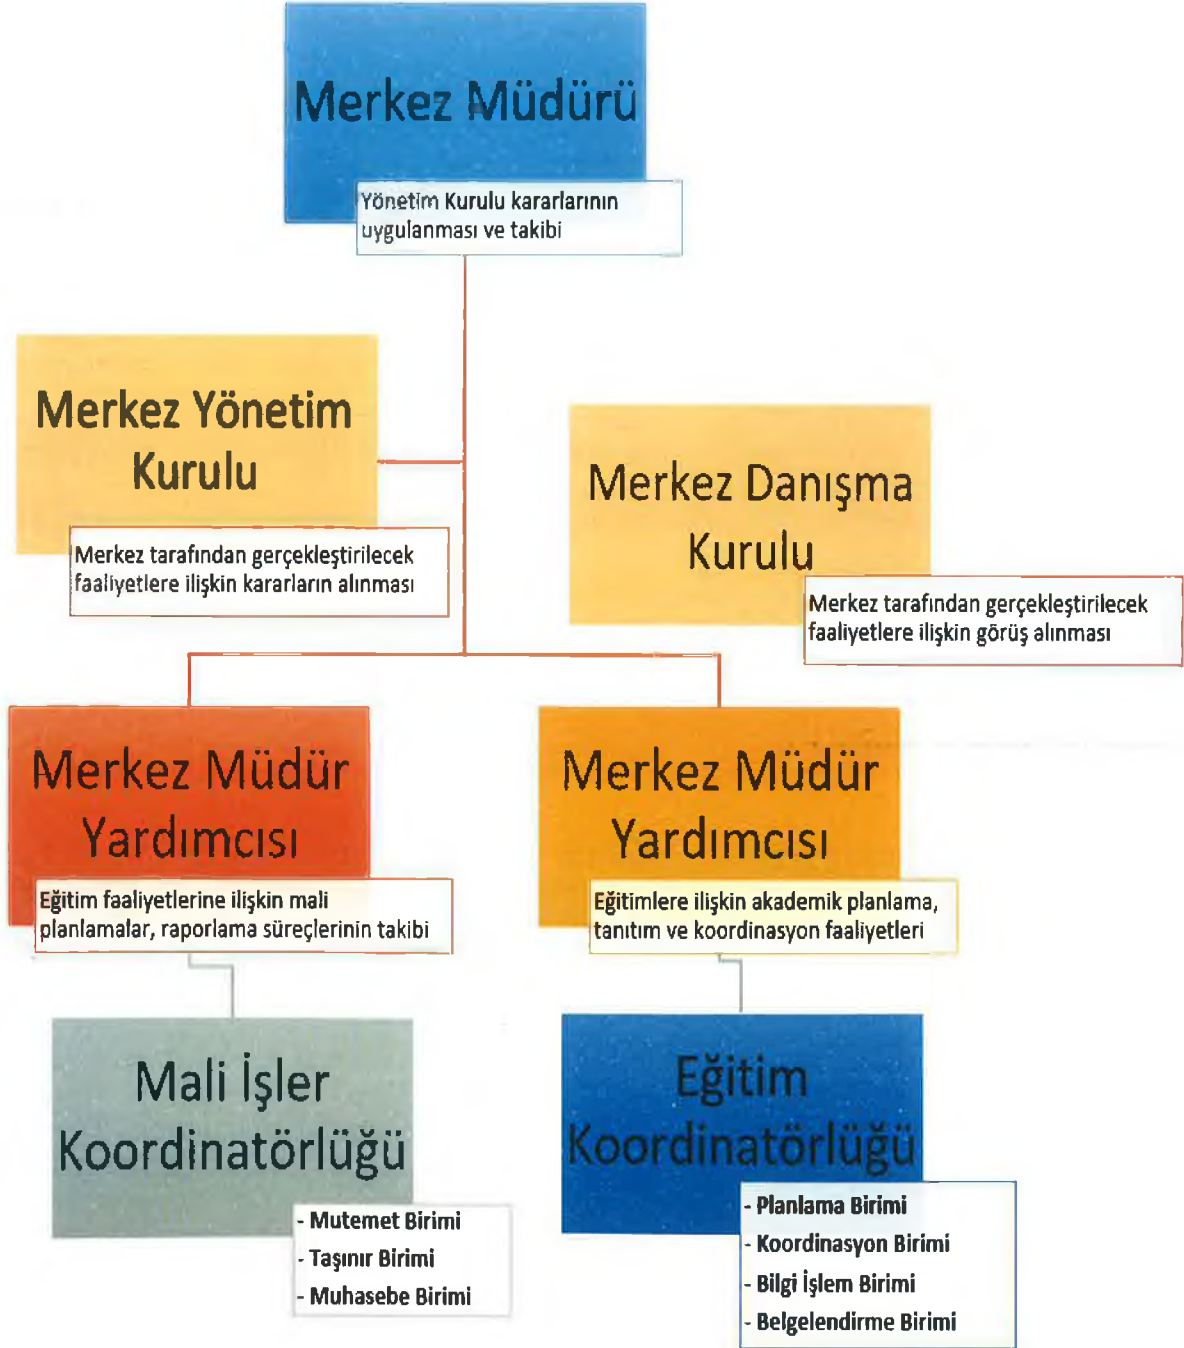 Merkez Müdürü
Yönetim Kurulu kararlarının
uygulanması ve takibi
Merkez Yönetim
Kurulu
Merkez tarafından gerçekleştirilecek
faaliyetlere ilişkin kararların alınması
Merkez Danışma
Kurulu
Merkez tarafından gerçekleştirilecek
faaliyetlere ilişkin görüş alınması
Merkez Müdür
Yardımcısı
Eğitim faaliyetlerine ilişkin mali
planlamalar, raporlama süreçlerinin takibi
Merkez Müdür
Yardımcısı
Eğitimlere ilişkin akademik planlama,
tanıtım ve koordinasyon faaliyetleri
Mali İşler
Koordinatörlüğü
- Mutemet Birimi
- Taşınır Birimi
- Muhasebe Birimi
Eğitim
Koordinatörlüğü
- Planlama Birimi
- Koordinasyon Birimi
- Bilgi İşlem Birimi
- Belgelendirme Birimi